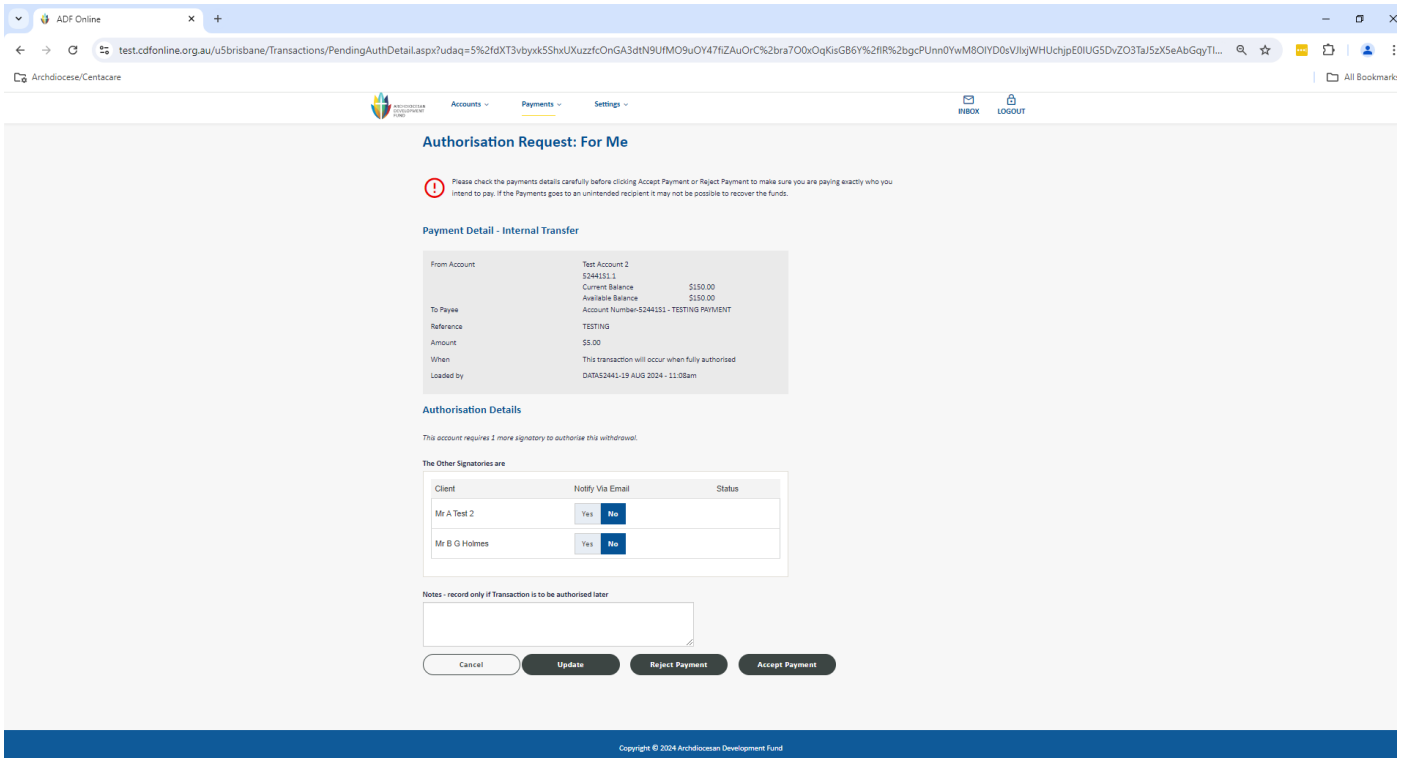 ADF Online
test.cdfonline.org.au/u5brisbane/Transactions/PendingAuthDetail.aspx?udaq=
Archdiocese/Centacare
All Bookmarks
ARCHDIOCESAN
DEVELOPMENT
FUND
Accounts
Payments
Settings
INBOX
LOGOUT
Authorisation Request: For Me
Please check the payments details carefully before clicking Accept Payment or Reject Payment to make sure you are paying exactly who you
intend to pay. If the Payments goes to an unintended recipient it may not be possible to recover the funds.
Payment Detail - Internal Transfer
From Account Test Account 2
52441S1.1
Current Balance $150.00
Available Balance $150.00
To Payee Account Number-52441S1 - TESTING PAYMENT
Reference TESTING
Amount $5.00
When This transaction will occur when fully authorised
Loaded by DATA52441-19 AUG 2024 - 11:08am
Authorisation Details
This account requires 1 more signatory to authorise this withdrawal.
The Other Signatories are
Client Notify Via Email Status
Mr A Test 2 Yes No
Mr B G Holmes Yes No
Notes - record only if Transaction is to be authorised later
Cancel Update Reject Payment Accept Payment
Copyright © 2024 Archdiocesan Development Fund